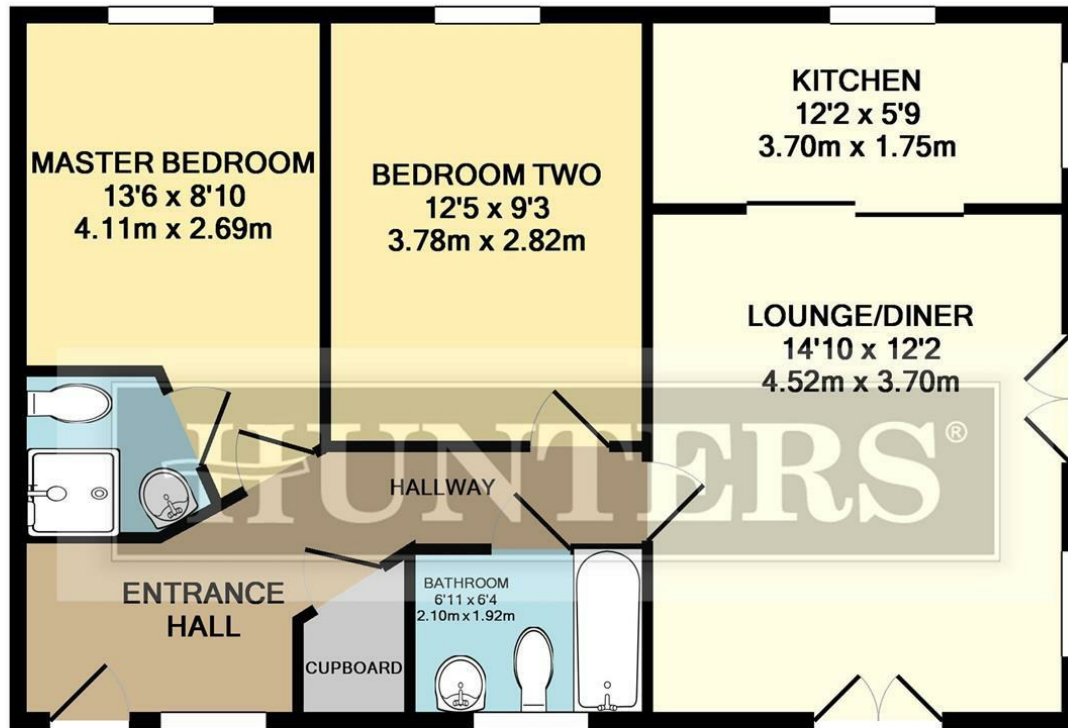 MASTER BEDROOM
13'6 x 8'10
4.11m x 2.69m
BEDROOM TWO
12'5 x 9'3
3.78m x 2.82m
KITCHEN
12'2 x 5'9
3.70m x 1.75m
LOUNGE/DINER
14'10 x 12'2
4.52m x 3.70m
HUNTERS®
HALLWAY
ENTRANCE
HALL
CUPBOARD
BATHROOM
6'11 x 6'4
2.10m x 1.92m